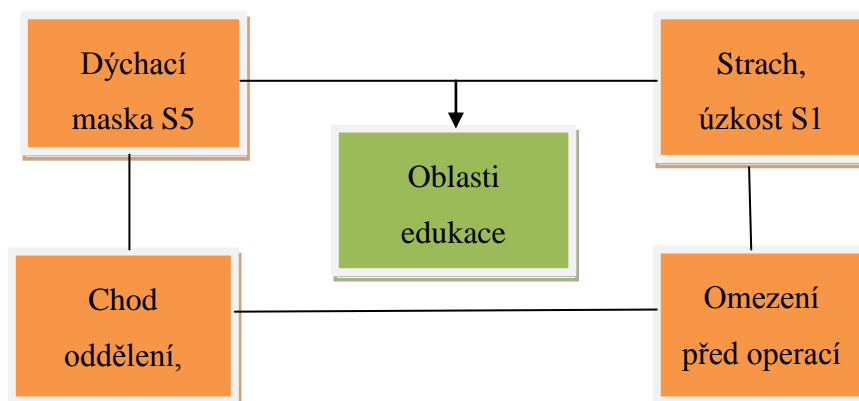 Dýchací
maska S5
Strach,
úzkost S1
Oblasti
edukace
Chod
oddělení,
Omezení
před operací